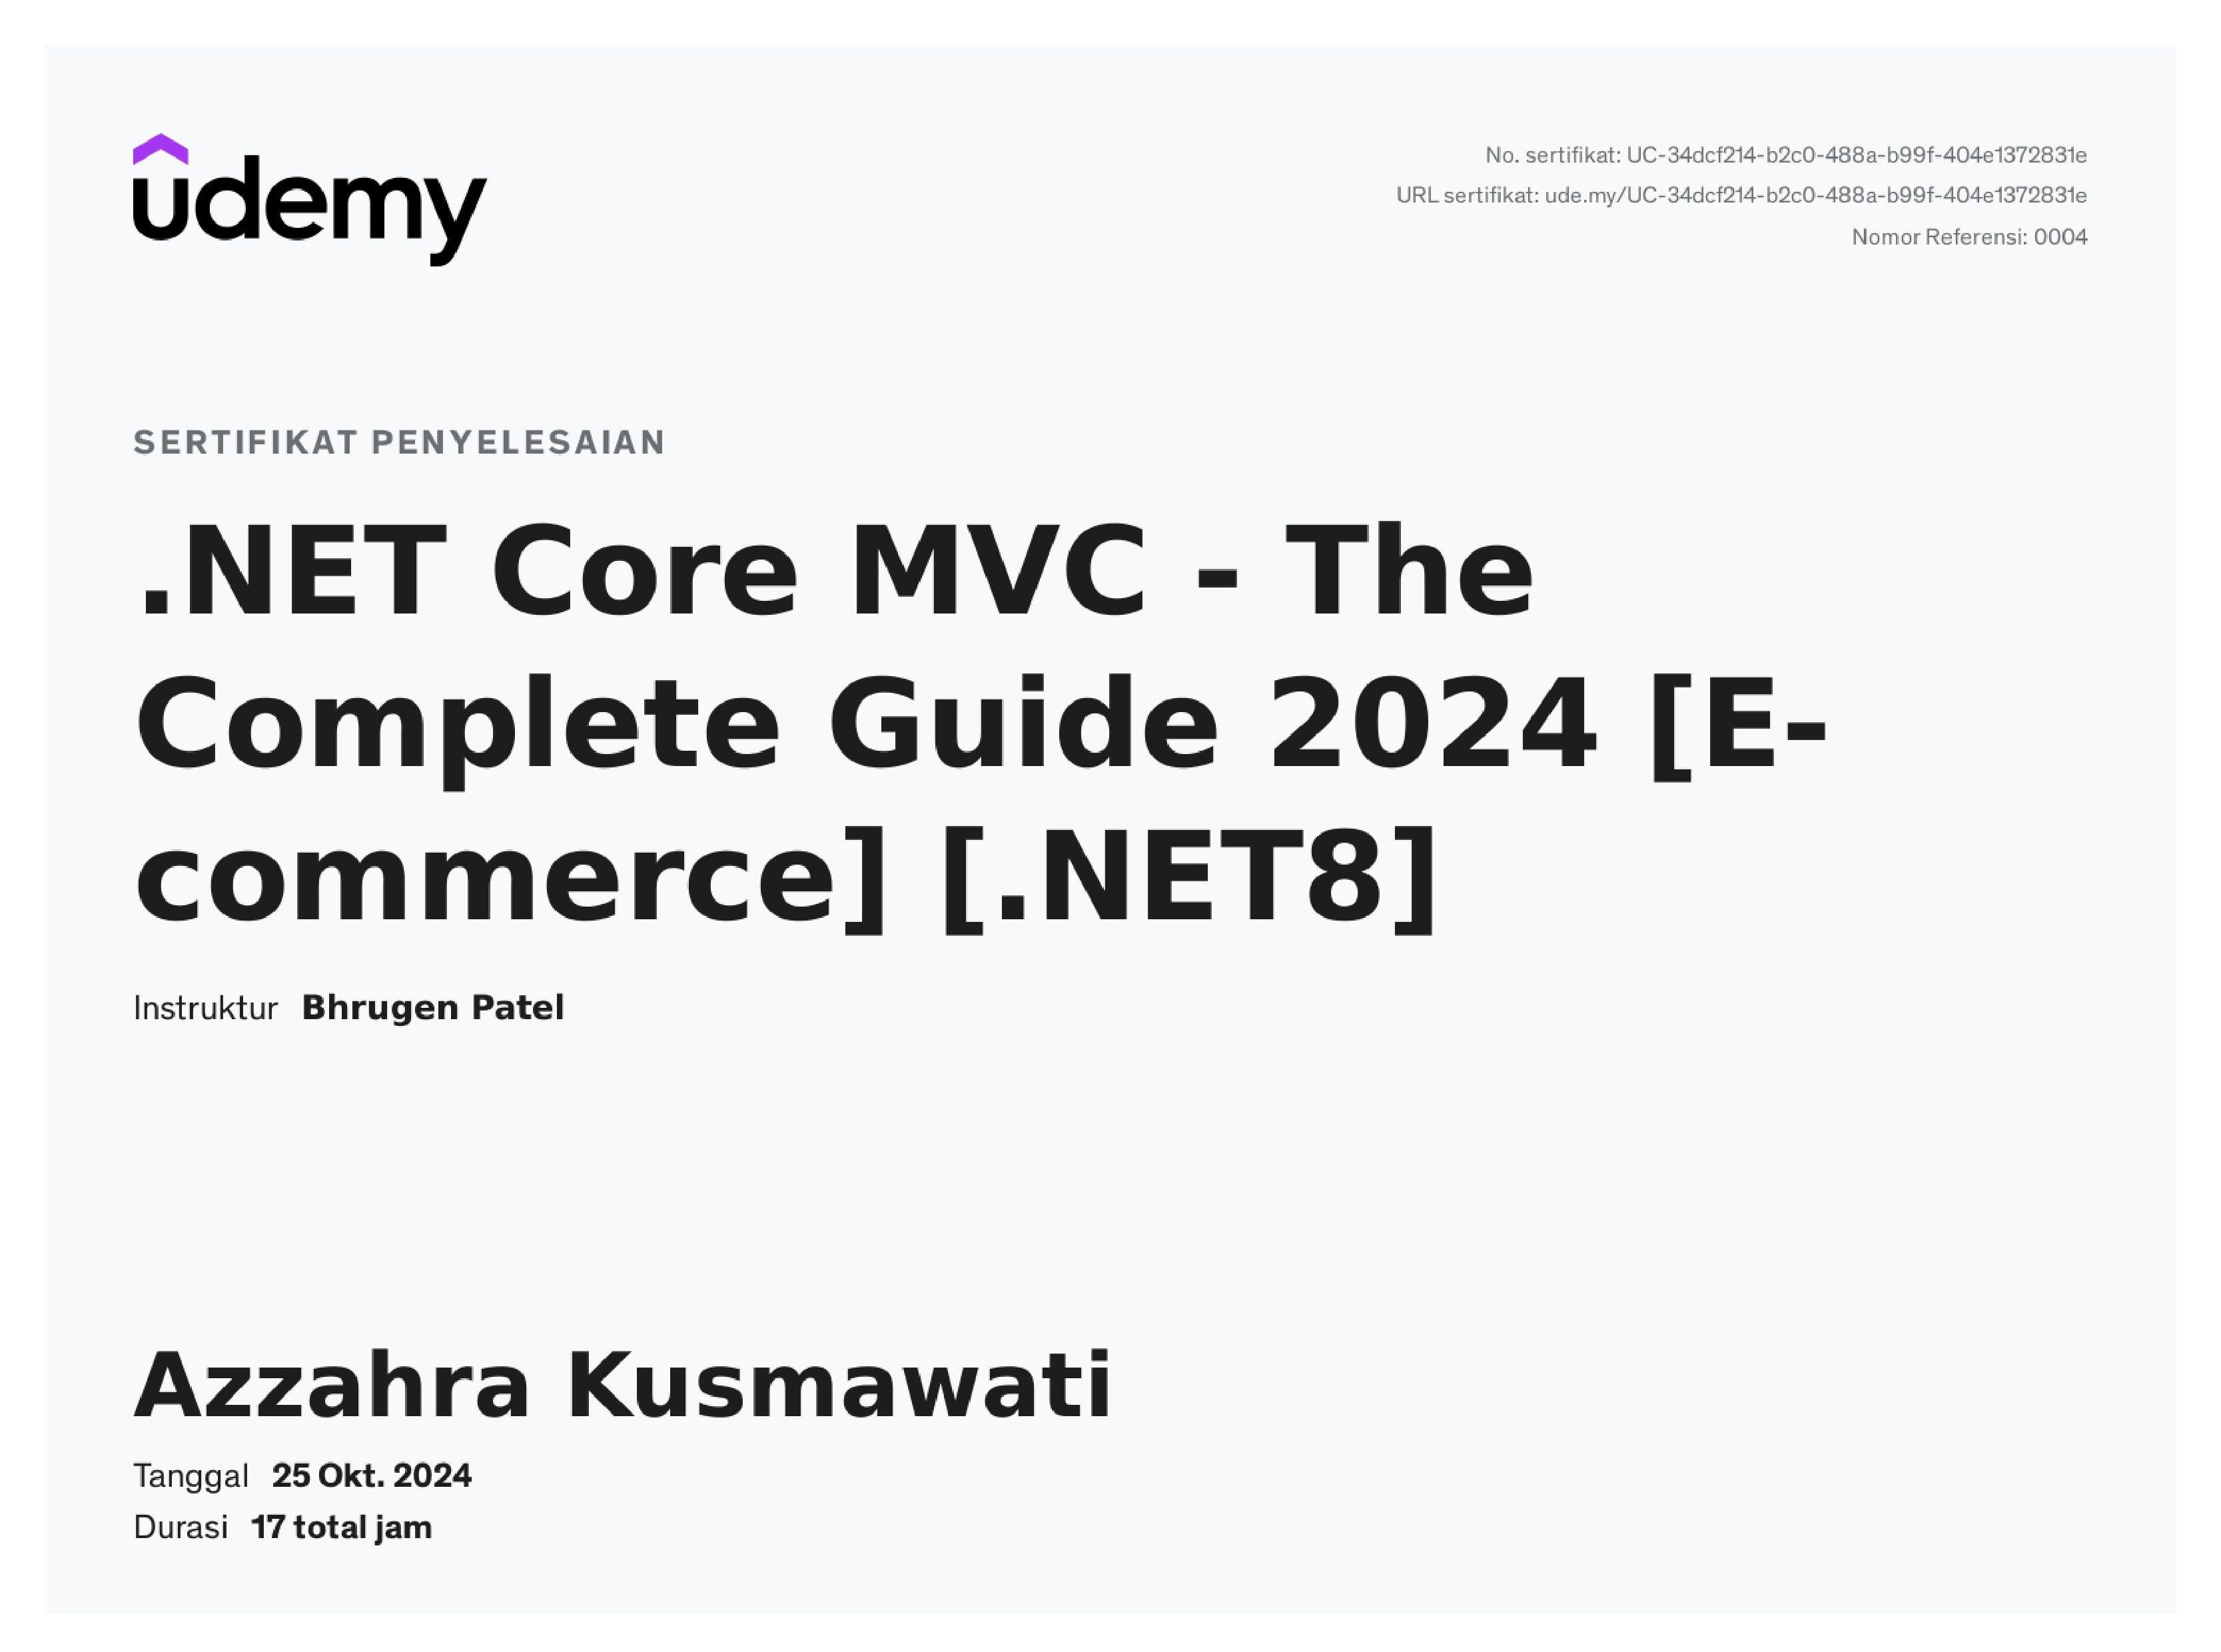 udemy
No. sertifikat: UC-34dcf214-b2c0-488a-b99f-404e1372831e
URL sertifikat: ude.my/UC-34dcf214-b2c0-488a-b99f-404e1372831e
Nomor Referensi: 0004
SERTIFIKAT PENYELESAIAN
.NET Core MVC - The
Complete Guide 2024 [E-
commerce] [.NET8]
Instruktur Bhrugen Patel
Azzahra Kusmawati
Tanggal 25 Okt. 2024
Durasi 17 total jam